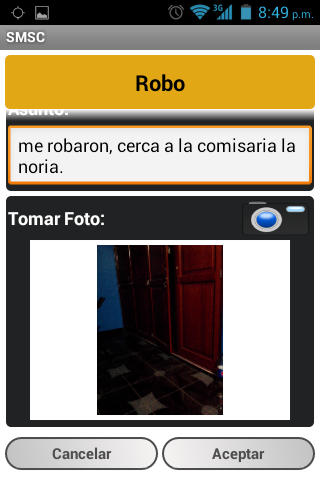 3G 8:49 p.m.
SMSC
Robo
Asunto:
me robaron, cerca a la comisaria la
noria.
Tomar Foto:
Cancelar
Aceptar